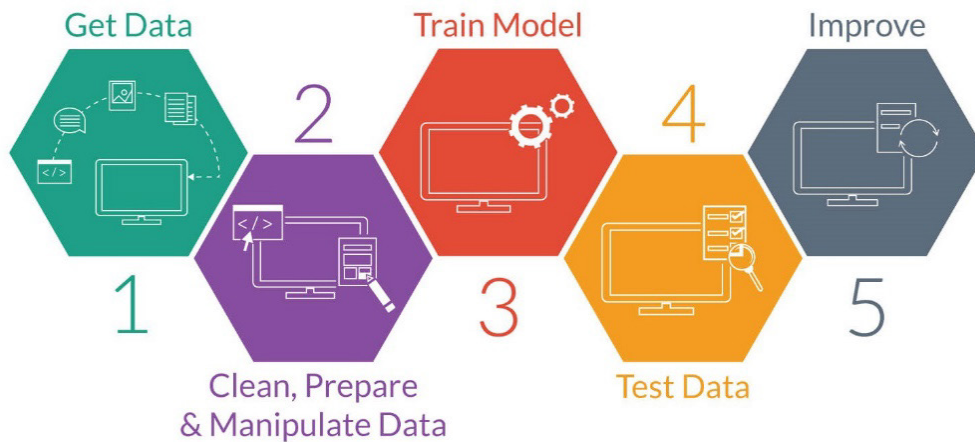 Get Data
1
2
Clean, Prepare
& Manipulate Data
</>
</>
Train Model
3
4
Test Data
Improve
5